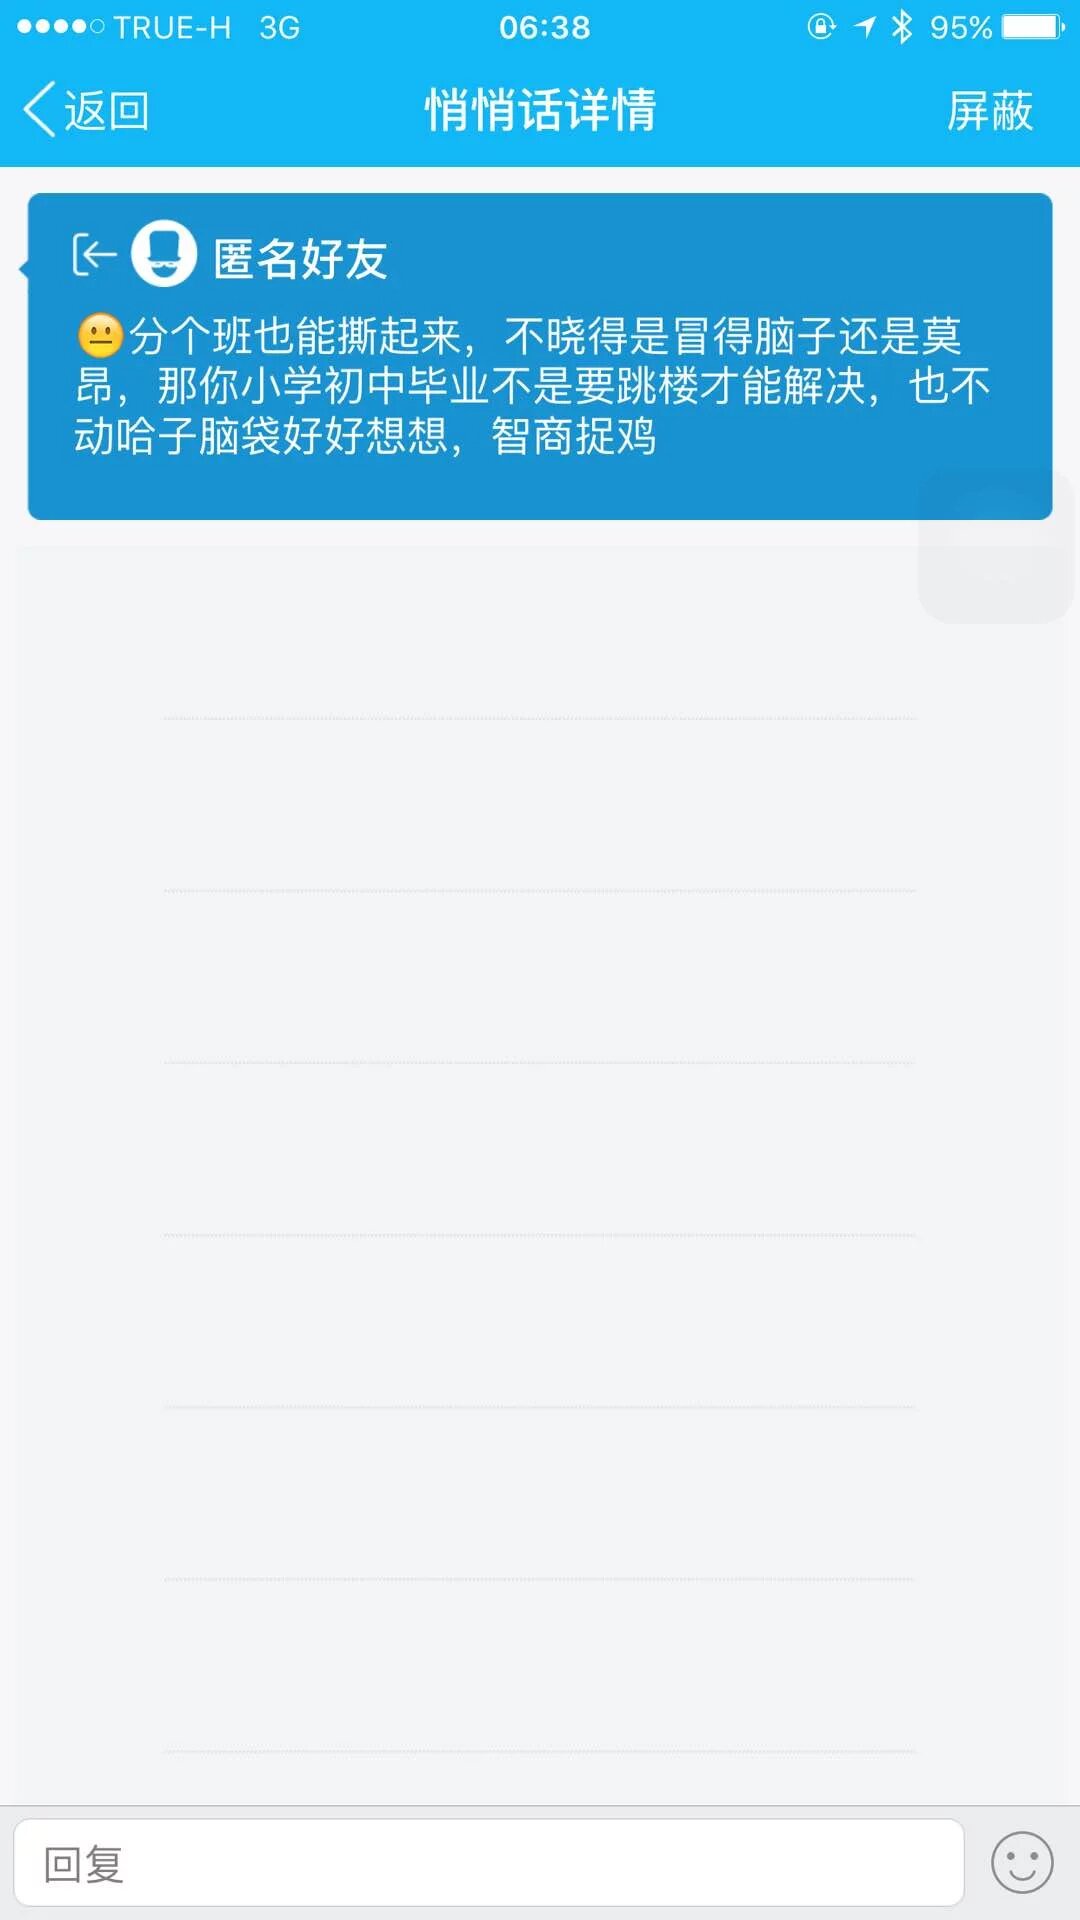 TRUE-H 3G 06:38 95%
返回 悄悄话详情 屏蔽
匿名好友
😐分个班也能撕起来，不晓得是冒得脑子还是莫
昂，那你小学初中毕业不是要跳楼才能解决，也不
动哈子脑袋好好想想，智商捉鸡
回复